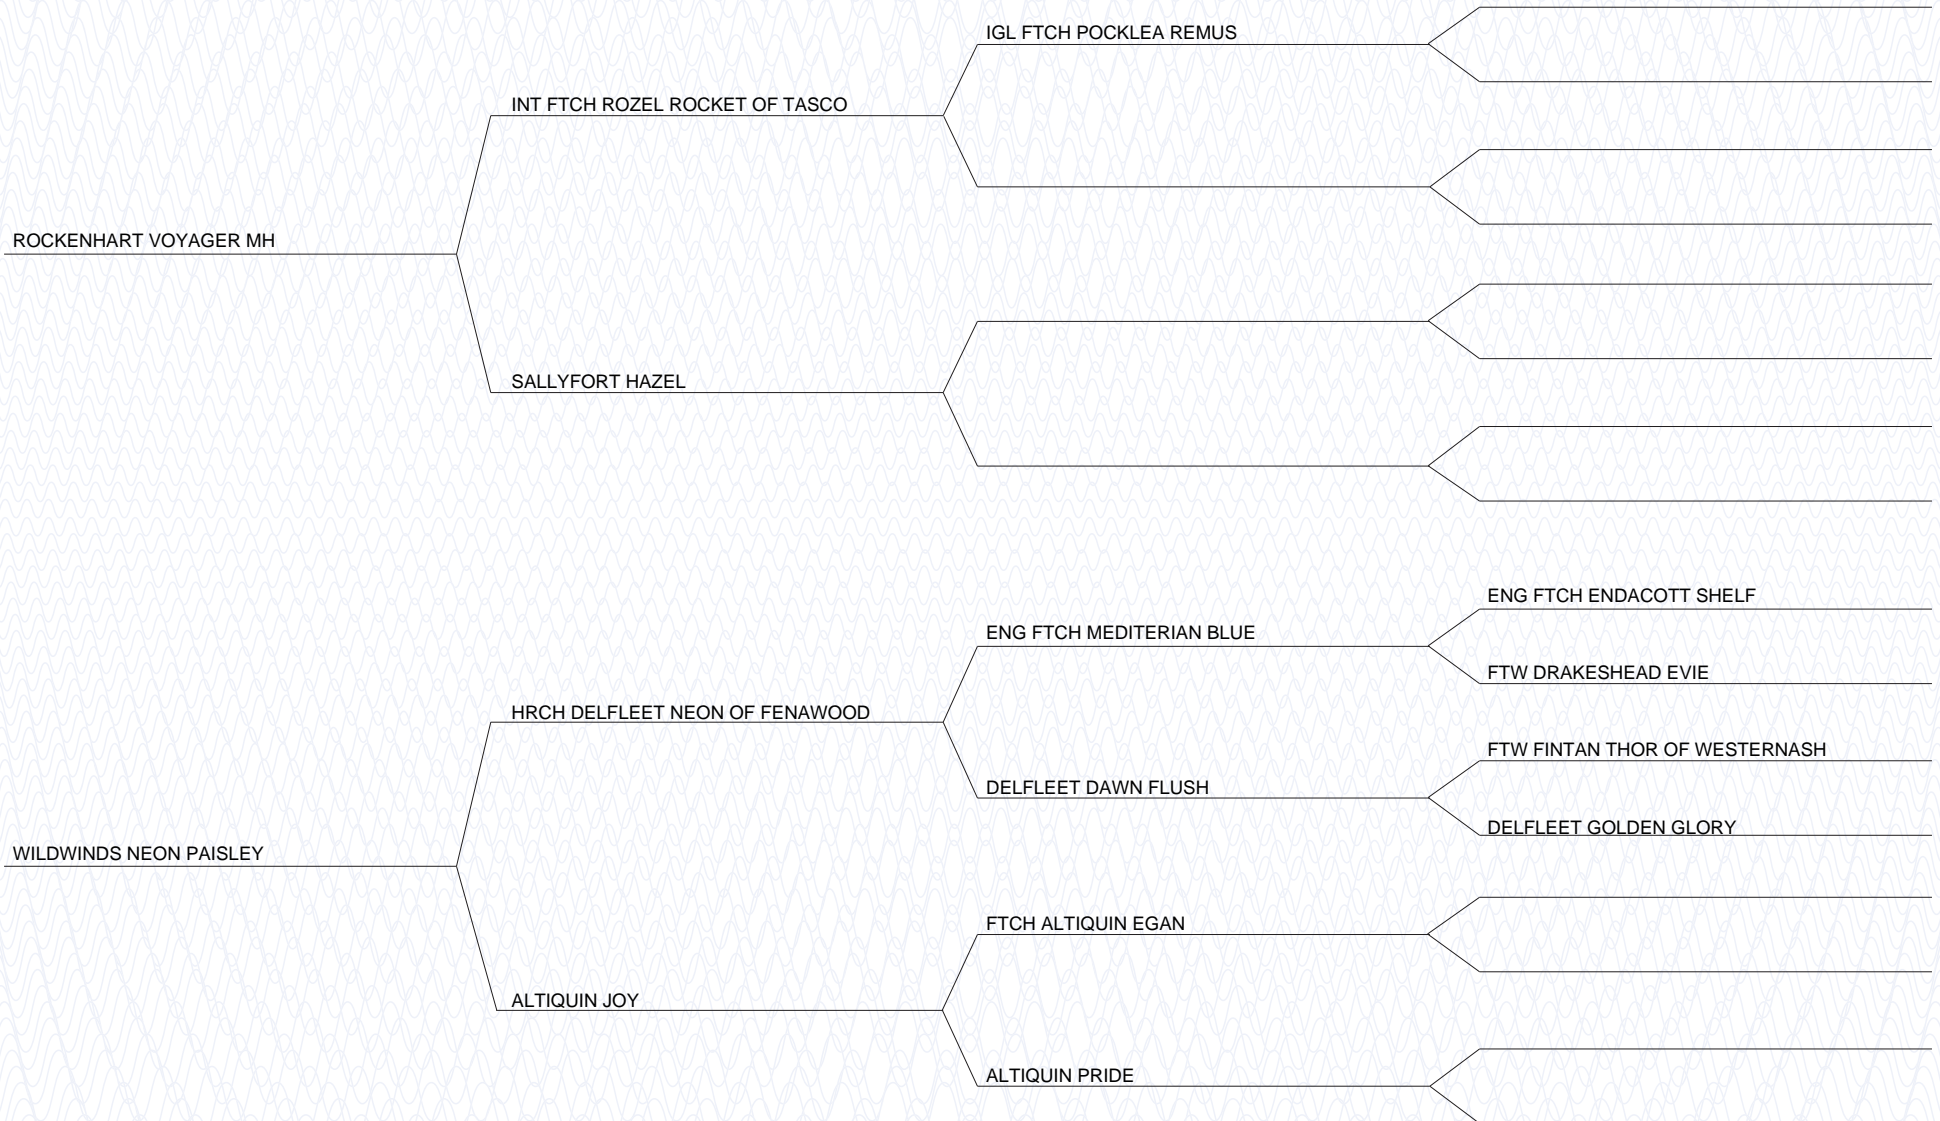 IGL FTCH POCKLEA REMUS
INT FTCH ROZEL ROCKET OF TASCO
ROCKENHART VOYAGER MH
SALLYFORT HAZEL
ENG FTCH ENDACOTT SHELF
ENG FTCH MEDITERIAN BLUE
FTW DRAKESHEAD EVIE
HRCH DELFLEET NEON OF FENAWOOD
FTW FINTAN THOR OF WESTERNASH
DELFLEET DAWN FLUSH
DELFLEET GOLDEN GLORY
WILDWINDS NEON PAISLEY
FTCH ALTIQUIN EGAN
ALTIQUIN JOY
ALTIQUIN PRIDE